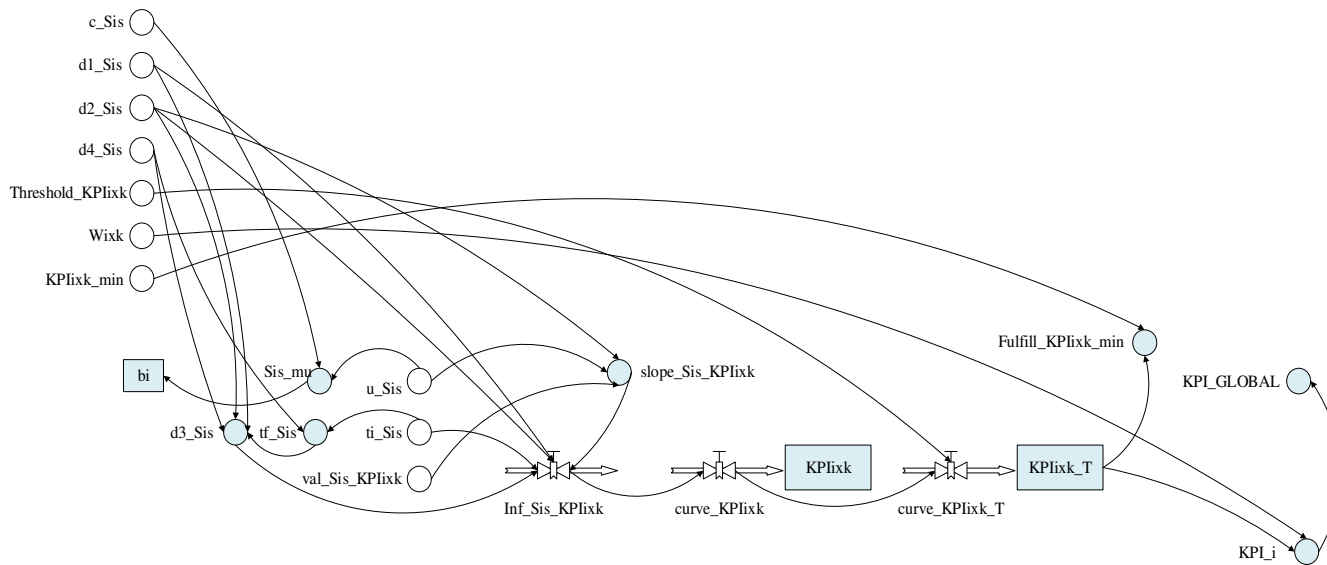 c_Sis
d1_Sis
d2_Sis
d4_Sis
Threshold_KPIixk
Wixk
KPIixk_min
Fulfill_KPIixk_min
bi
Sis_mu
u_Sis
slope_Sis_KPIixk
KPI_GLOBAL
d3_Sis
tf_Sis
ti_Sis
val_Sis_KPIixk
KPIixk
KPIixk_T
Inf_Sis_KPIixk
curve_KPIixk
curve_KPIixk_T
KPI_i